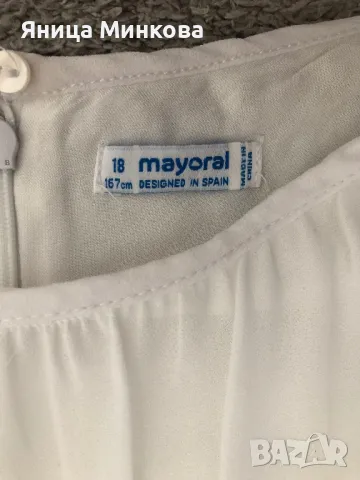 Яница Минкова
18 mayoral
167cm DESIGNED IN SPAIN
MADE IN
CHINA
BAZAR